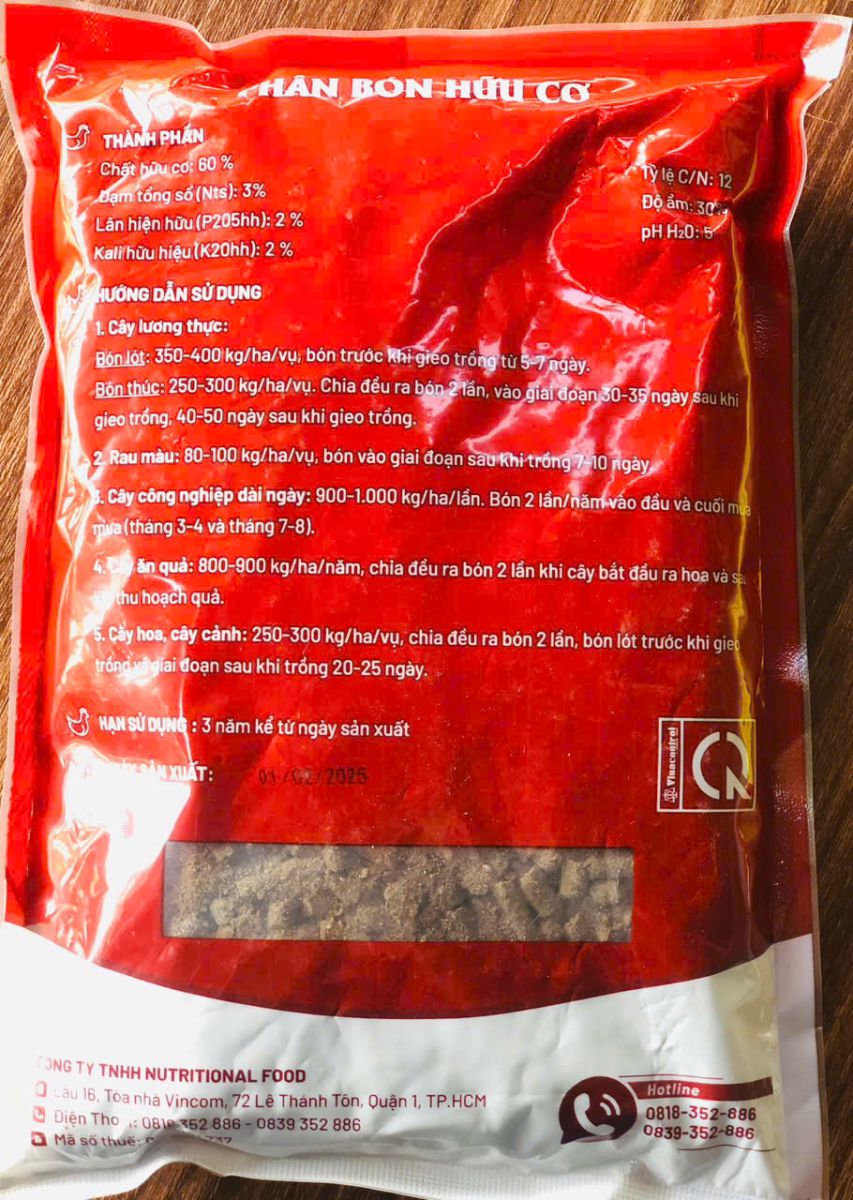 HÂN BÓN HỮU CƠ
THÀNH PHẦN
Chất hữu cơ: 60 %
Đạm tổng số (Nts): 3%
Lân hiện hữu (P205hh): 2 %
Kali hữu hiệu (K20hh): 2 %
Tỷ lệ C/N: 12
Độ ẩm: 30%
pH H₂O: 5
HƯỚNG DẪN SỬ DỤNG
1. Cây lương thực:
Bón lót: 350-400 kg/ha/vụ, bón trước khi gieo trồng từ 5-7 ngày.
Bón thúc: 250-300 kg/ha/vụ. Chia đều ra bón 2 lần, vào giai đoạn 30-35 ngày sau khi
gieo trồng, 40-50 ngày sau khi gieo trồng.
2. Rau màu: 80-100 kg/ha/vụ, bón vào giai đoạn sau khi trồng 7-10 ngày
3. Cây công nghiệp dài ngày: 900-1.000 kg/ha/lần. Bón 2 lần/năm vào đầu và cuối mùa
mưa (tháng 3-4 và tháng 7-8).
4. Cây ăn quả: 800-900 kg/ha/năm, chia đều ra bón 2 lần khi cây bắt đầu ra hoa và sa
thu hoạch quả.
5. Cây hoa, cây cảnh: 250-300 kg/ha/vụ, chia đều ra bón 2 lần, bón lót trước khi gieo
trồng và giai đoạn sau khi trồng 20-25 ngày.
HẠN SỬ DỤNG : 3 năm kể từ ngày sản xuất
SẢN XUẤT: 01/02/2025
Vinacontrol
CÔNG TY TNHH NUTRITIONAL FOOD
Lầu 16, Tòa nhà Vincom, 72 Lê Thánh Tôn, Quận 1, TP.HCM
Điện Tho : 0818 352 886 - 0839 352 886
Mã số thuế:
Hotline
0818-352-886
0839-352-886